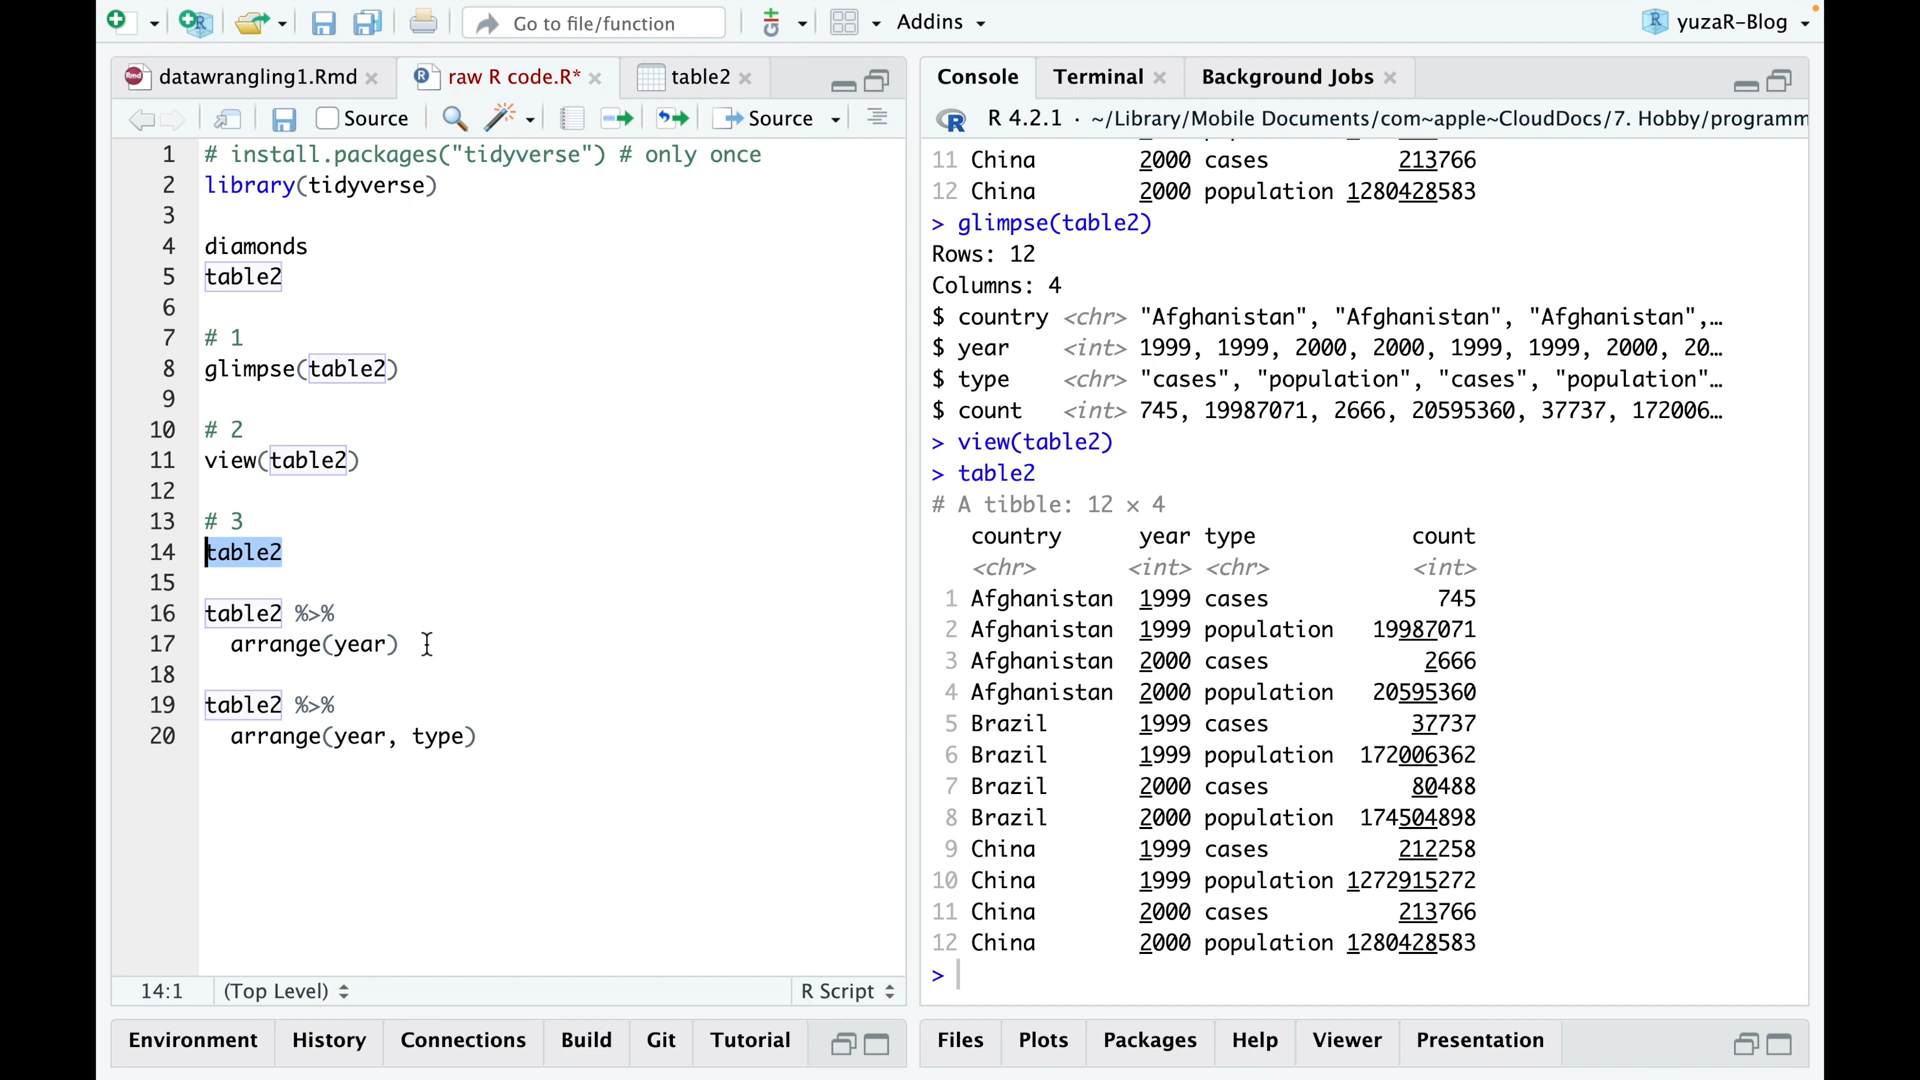 Go to file/function
Addins
yuzaR-Blog
datawrangling1.Rmd
raw R code.R*
table2
Source
Source
1 # install.packages("tidyverse") # only once
2 library(tidyverse)
3
4 diamonds
5 table2
6
7 # 1
8 glimpse(table2)
9
10 # 2
11 view(table2)
12
13 # 3
14 table2
15
16 table2 %>%
17 arrange(year)
18
19 table2 %>%
20 arrange(year, type)
14:1 (Top Level) R Script
Environment History Connections Build Git Tutorial
Console Terminal Background Jobs
R 4.2.1 · ~/Library/Mobile Documents/com~apple~CloudDocs/7. Hobby/programm
11 China 2000 cases 213766
12 China 2000 population 1280428583
> glimpse(table2)
Rows: 12
Columns: 4
$ country <chr> "Afghanistan", "Afghanistan", "Afghanistan",…
$ year <int> 1999, 1999, 2000, 2000, 1999, 1999, 2000, 20…
$ type <chr> "cases", "population", "cases", "population"…
$ count <int> 745, 19987071, 2666, 20595360, 37737, 172006…
> view(table2)
> table2
# A tibble: 12 × 4
country year type count
<chr> <int> <chr> <int>
1 Afghanistan 1999 cases 745
2 Afghanistan 1999 population 19987071
3 Afghanistan 2000 cases 2666
4 Afghanistan 2000 population 20595360
5 Brazil 1999 cases 37737
6 Brazil 1999 population 172006362
7 Brazil 2000 cases 80488
8 Brazil 2000 population 174504898
9 China 1999 cases 212258
10 China 1999 population 1272915272
11 China 2000 cases 213766
12 China 2000 population 1280428583
>
Files Plots Packages Help Viewer Presentation